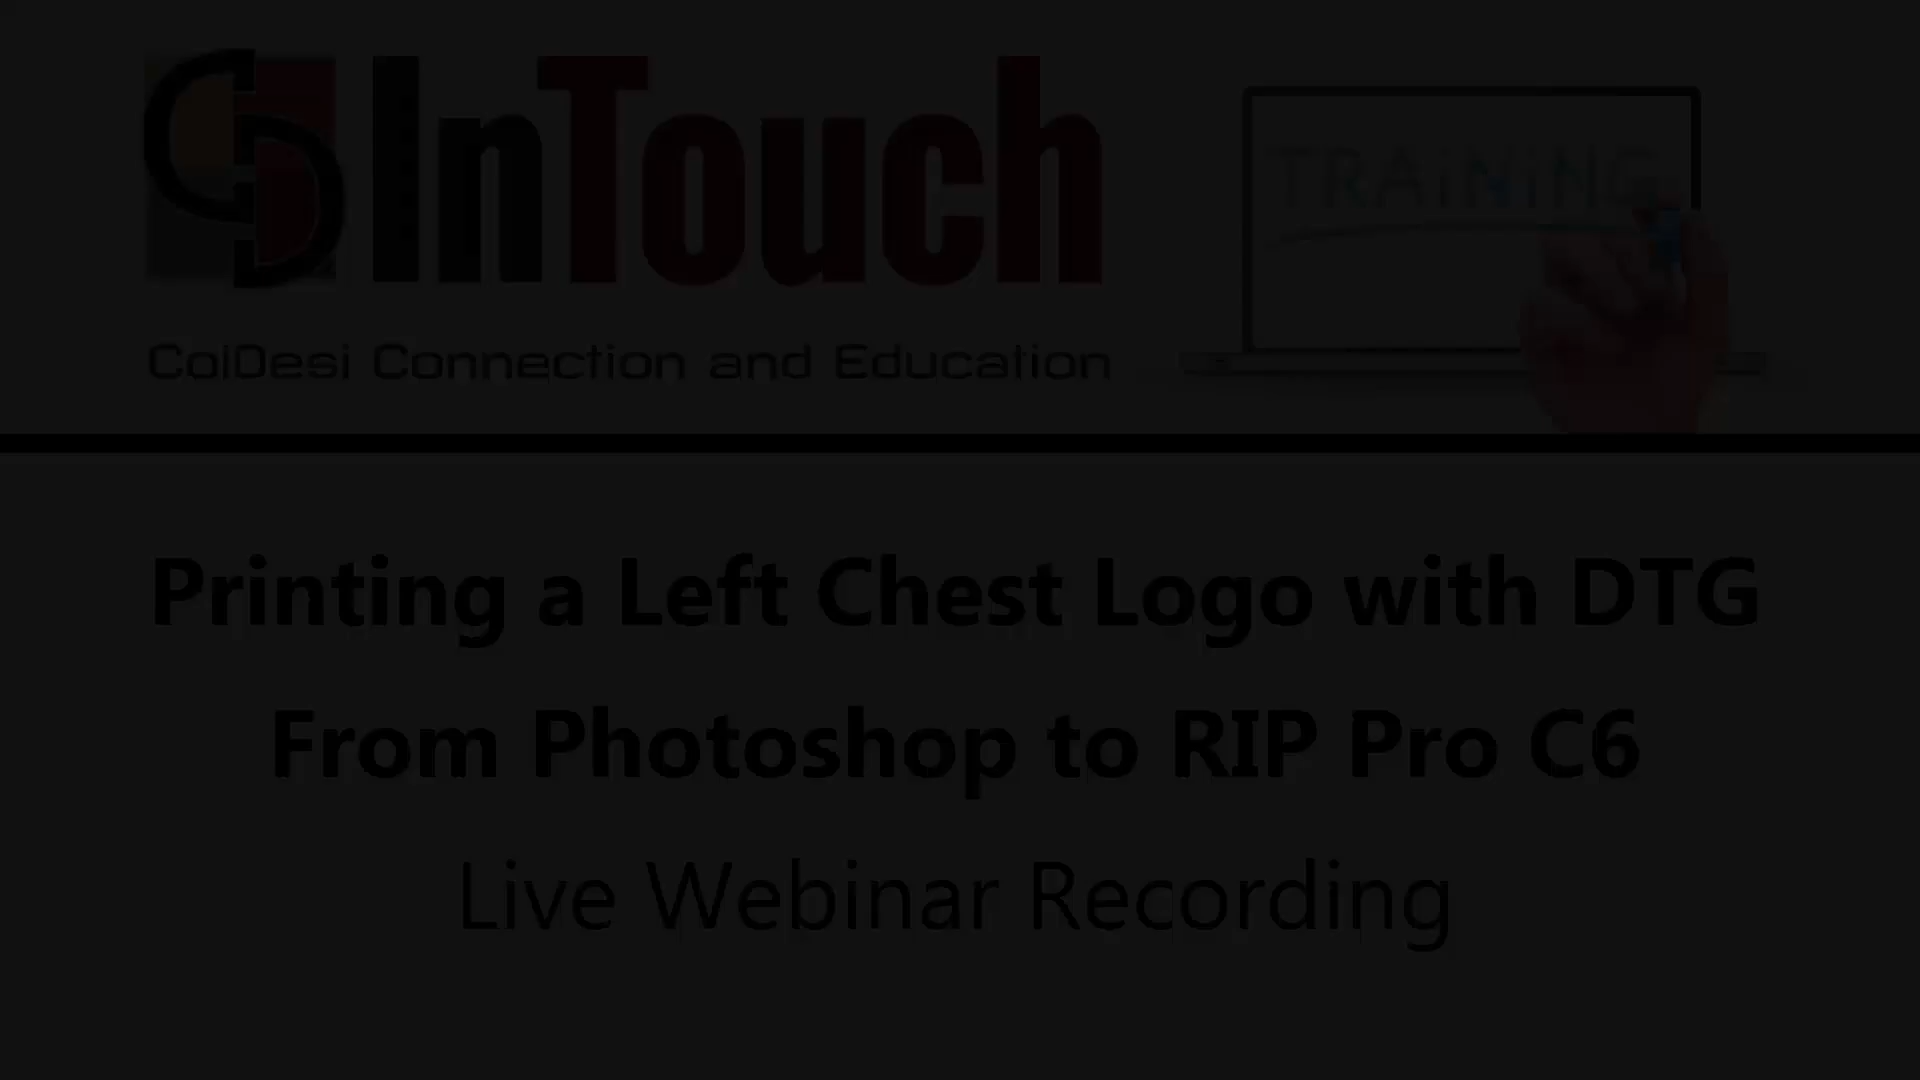 CD InTouch
TRAiNiNG
ColDesi Connection and Education
Printing a Left Chest Logo with DTG
From Photoshop to RIP Pro C6
Live Webinar Recording